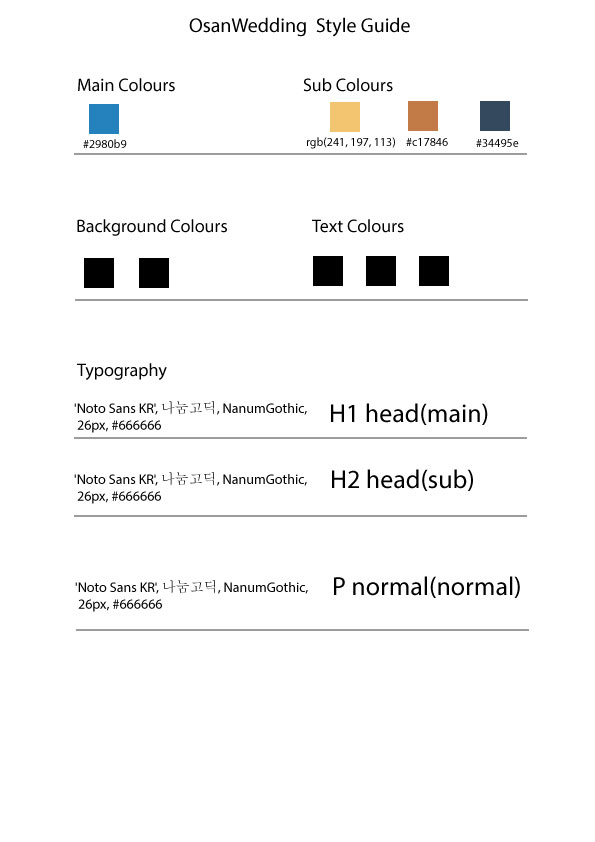 OsanWedding  Style Guide
Main Colours
Sub Colours
#2980b9
rgb(241, 197, 113)
#c17846
#34495e
Background Colours
Text Colours
Typography
'Noto Sans KR', 나눔고딕, NanumGothic,
26px, #666666
H1 head(main)
'Noto Sans KR', 나눔고딕, NanumGothic,
26px, #666666
H2 head(sub)
'Noto Sans KR', 나눔고딕, NanumGothic,
26px, #666666
P normal(normal)